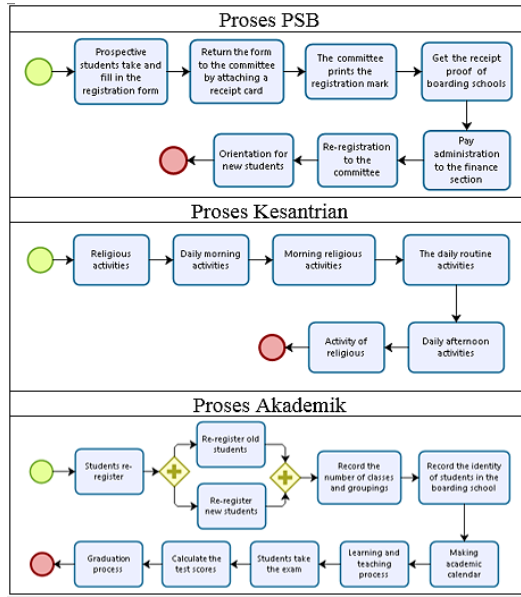 Proses PSB
Prospective
students take and
fill in the
registration form
Return the form
to the committee
by attaching a
receipt card
The committee
prints the
registration mark
Get the receipt
proof of
boarding schools
Pay
administration
to the finance
section
Re-registration
to the
committee
Orientation for
new students
Proses Kesantrian
Religious
activities
Daily morning
activities
Morning religious
activities
The daily routine
activities
Daily afternoon
activities
Activity of
religious
Proses Akademik
Students re-
register
Re-register old
students
Re-register
new students
Record the
number of classes
and groupings
Record the identity
of students in the
boarding school
Making
academic
calendar
Learning and
teaching
process
Students take
the exam
Calculate the
test scores
Graduation
process